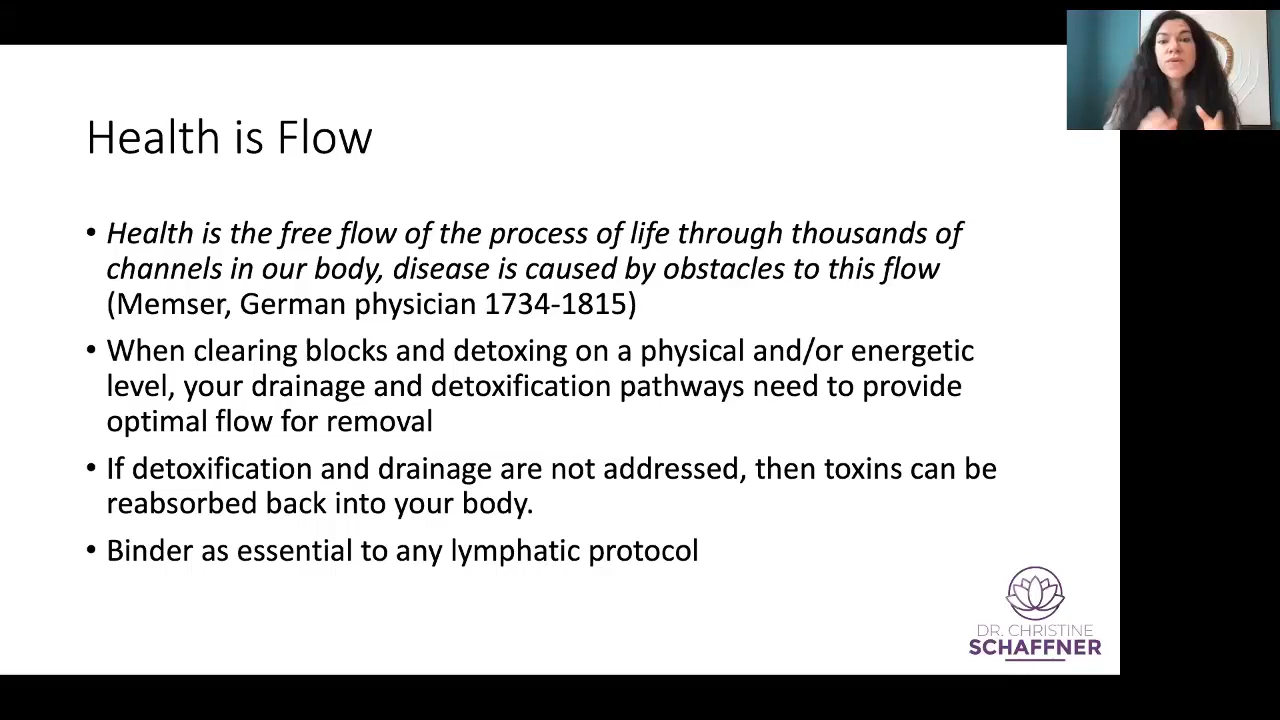 Health is Flow
• Health is the free flow of the process of life through thousands of
channels in our body, disease is caused by obstacles to this flow
(Memser, German physician 1734-1815)
• When clearing blocks and detoxing on a physical and/or energetic
level, your drainage and detoxification pathways need to provide
optimal flow for removal
• If detoxification and drainage are not addressed, then toxins can be
reabsorbed back into your body.
• Binder as essential to any lymphatic protocol
DR. CHRISTINE
SCHAFFNER